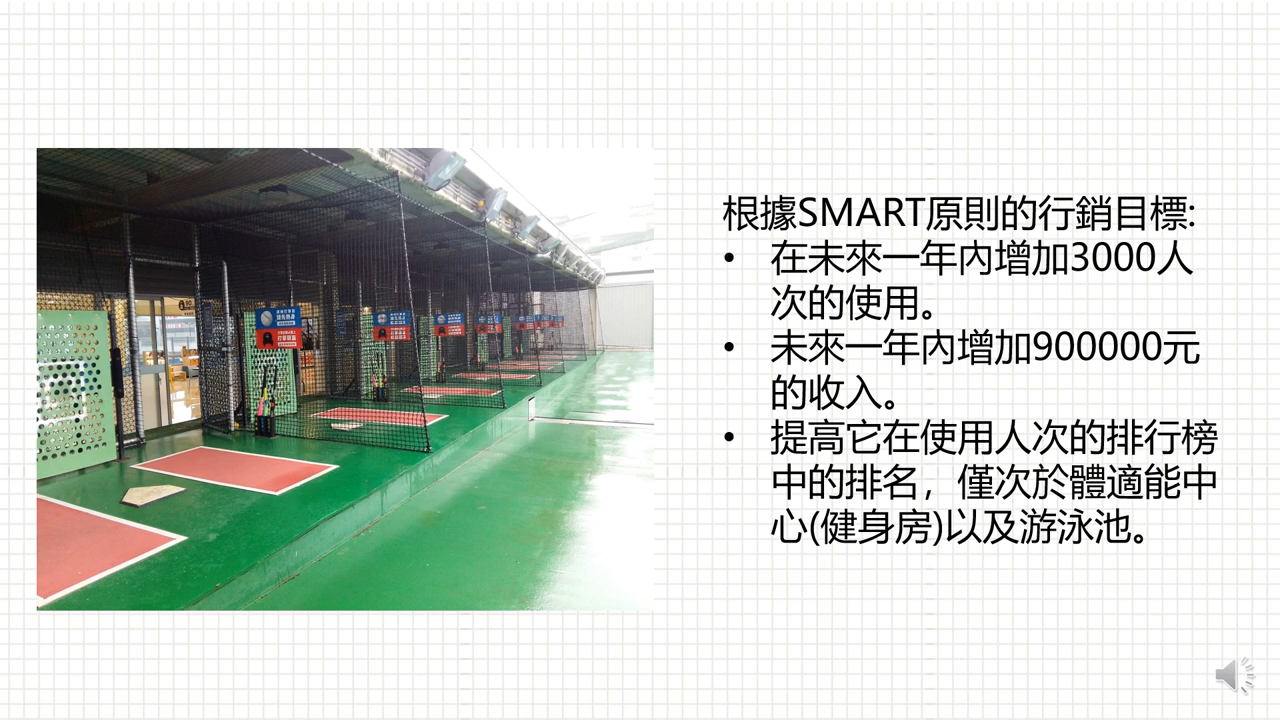 根據SMART原則的行銷目標:
• 在未來一年內增加3000人
次的使用。
• 未來一年內增加900000元
的收入。
• 提高它在使用人次的排行榜
中的排名，僅次於體適能中
心(健身房)以及游泳池。